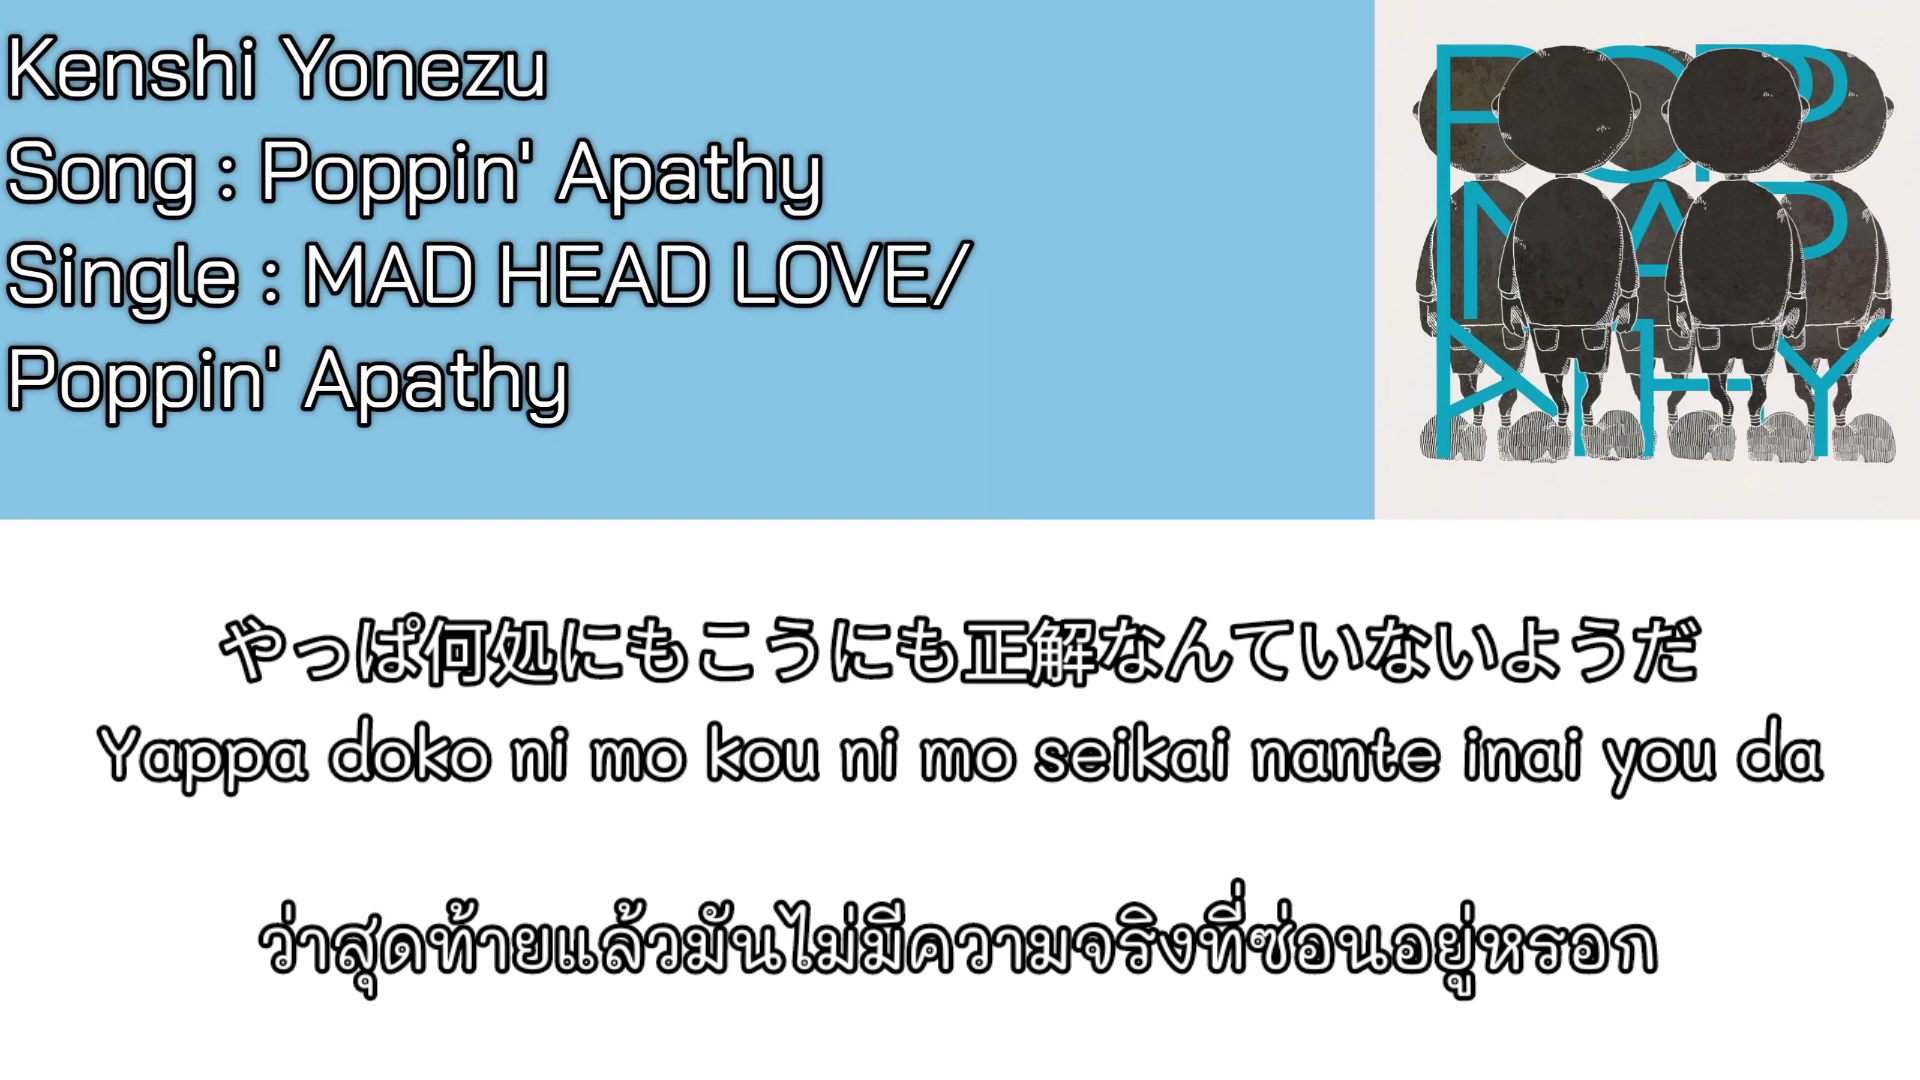 Kenshi Yonezu
Song : Poppin' Apathy
Single : MAD HEAD LOVE/
Poppin' Apathy
POPP
IN'AP
ATHY
やっぱ何処にもこうにも正解なんていないようだ
Yappa doko ni mo kou ni mo seikai nante inai you da
ว่าสุดท้ายแล้วมันไม่มีความจริงที่ซ่อนอยู่หรอก